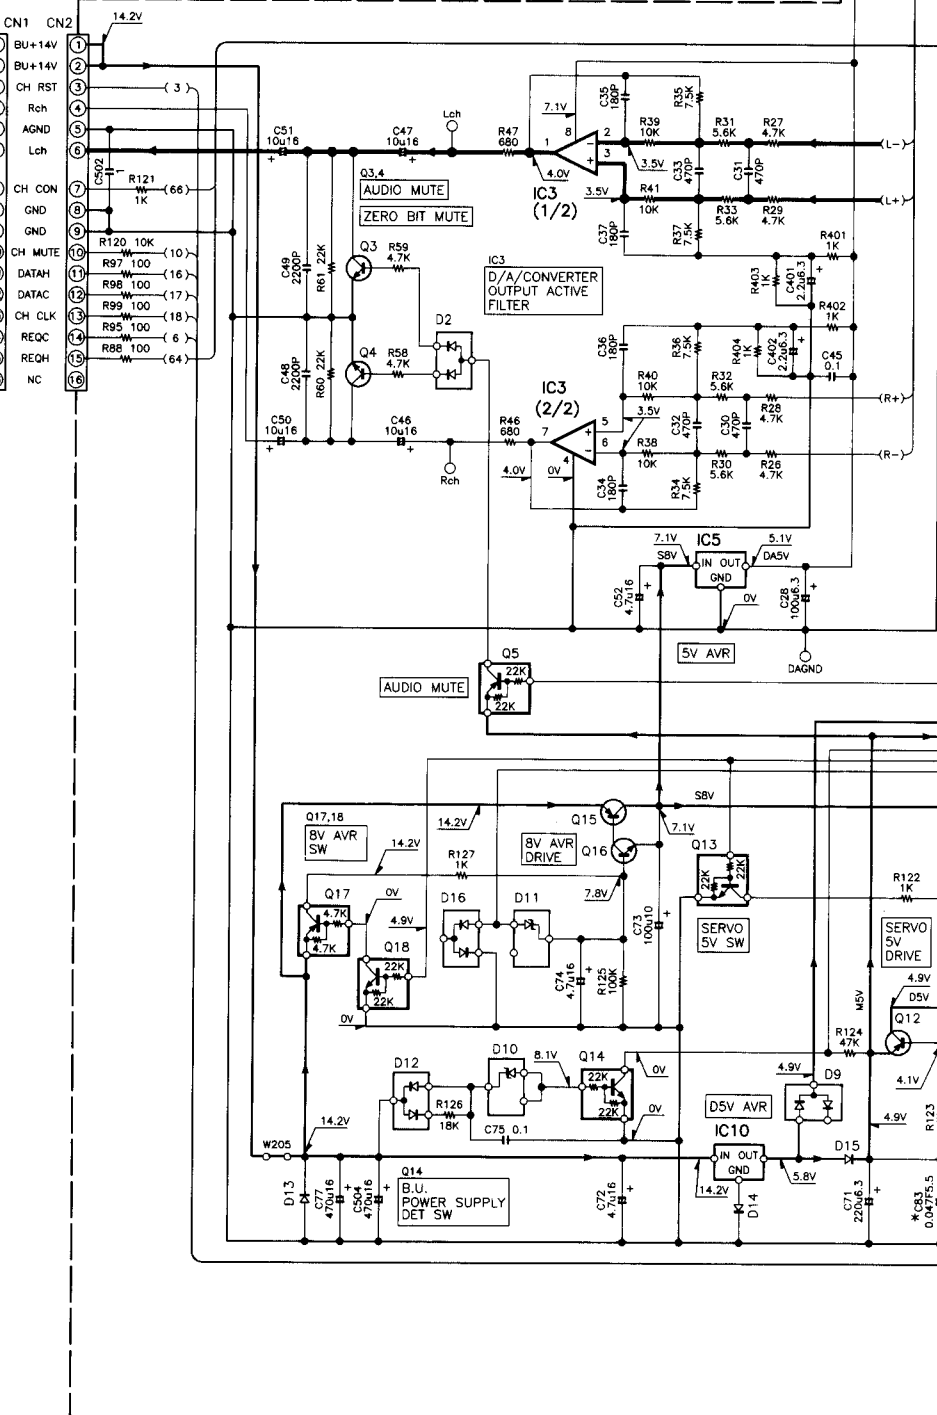 CN1 CN2
14.2V
BU+14V 1
BU+14V 2
CH RST 3 (3)
Rch 4
AGND 5
Lch 6
C502 1
CH CON 7 R121 1K (66)
GND 8
GND 9
R120 10K
CH MUTE 10 (10)
R97 100
DATAH 11 (16)
R98 100
DATAC 12 (17)
R99 100
CH CLK 13 (18)
R95 100
REQC 14 (6)
R88 100
REQH 15 (64)
NC 16
C51 10u16
C47 10u16
Lch
R47 680
7.1V
8
1
2
3
4.0V
IC3 (1/2)
3.5V
3.5V
C35 180P
R35 7.5K
R39 10K
R31 5.6K
R27 4.7K
(L-)
C33 470P
C31 470P
R41 10K
R33 5.6K
R29 4.7K
(L+)
C37 180P
R37 7.5K
R401 1K
R403 1K
C401 2.2u6.3
R402 1K
Q3,4
AUDIO MUTE
ZERO BIT MUTE
Q3
R59 4.7K
C49 2200P
R61 22K
D2
IC3
D/A/CONVERTER
OUTPUT ACTIVE
FILTER
C48 2200P
R60 22K
Q4
R58 4.7K
C50 10u16
C46 10u16
Rch
R46 680
7
IC3 (2/2)
5
6
4
4.0V
0V
3.5V
C36 180P
R36 7.5K
R404 1K
C402 2.2u6.3
C45 0.1
R40 10K
R32 5.6K
R28 4.7K
(R+)
C32 470P
C30 470P
R38 10K
R30 5.6K
R26 4.7K
(R-)
C34 180P
R34 7.5K
7.1V
IC5
5.1V
S8V
IN OUT
GND
DA5V
C52 4.7u16
0V
C28 100u6.3
5V AVR
DAGND
Q5
22K
22K
AUDIO MUTE
S8V
Q17,18
8V AVR
SW
14.2V
14.2V
Q15
7.1V
8V AVR
DRIVE
Q16
7.8V
R127 1K
Q13
22K
22K
R122 1K
Q17
4.7K
4.7K
0V
4.9V
D16
D11
C73 100u10
SERVO
5V SW
SERVO
5V
DRIVE
Q18
22K
22K
0V
C74 4.7u16
R125 100K
M5V
4.9V
D5V
Q12
4.1V
R124 47K
D12
D10
8.1V
Q14
22K
22K
0V
0V
R126 18K
C75 0.1
4.9V
D9
D5V AVR
IC10
IN OUT
GND
14.2V
5.8V
D15
4.9V
R123
W205
14.2V
D13
C77 470u16
C504 470u16
Q14
B.U.
POWER SUPPLY
DET SW
C72 4.7u16
D14
C71 220u6.3
*C83 0.047F5.5